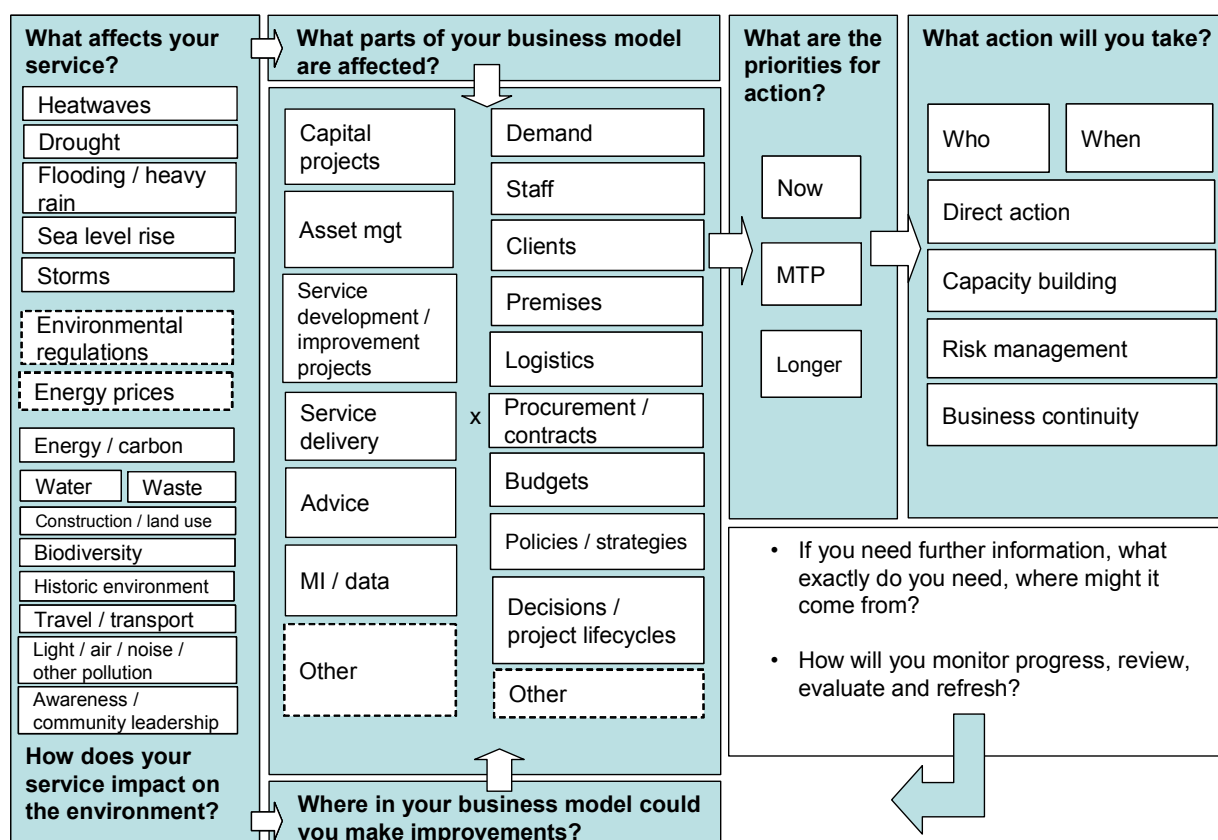 What affects your
service?
Heatwaves
Drought
Flooding / heavy
rain
Sea level rise
Storms
Environmental
regulations
Energy prices
Energy / carbon
Water
Waste
Construction / land use
Biodiversity
Historic environment
Travel / transport
Light / air / noise /
other pollution
Awareness /
community leadership
How does your
service impact on
the environment?
What parts of your business model
are affected?
Capital
projects
Asset mgt
Service
development /
improvement
projects
Service
delivery
Advice
MI / data
Other
x
Demand
Staff
Clients
Premises
Logistics
Procurement /
contracts
Budgets
Policies / strategies
Decisions /
project lifecycles
Other
Where in your business model could
you make improvements?
What are the
priorities for
action?
Now
MTP
Longer
What action will you take?
Who
When
Direct action
Capacity building
Risk management
Business continuity
• If you need further information, what
exactly do you need, where might it
come from?
• How will you monitor progress, review,
evaluate and refresh?